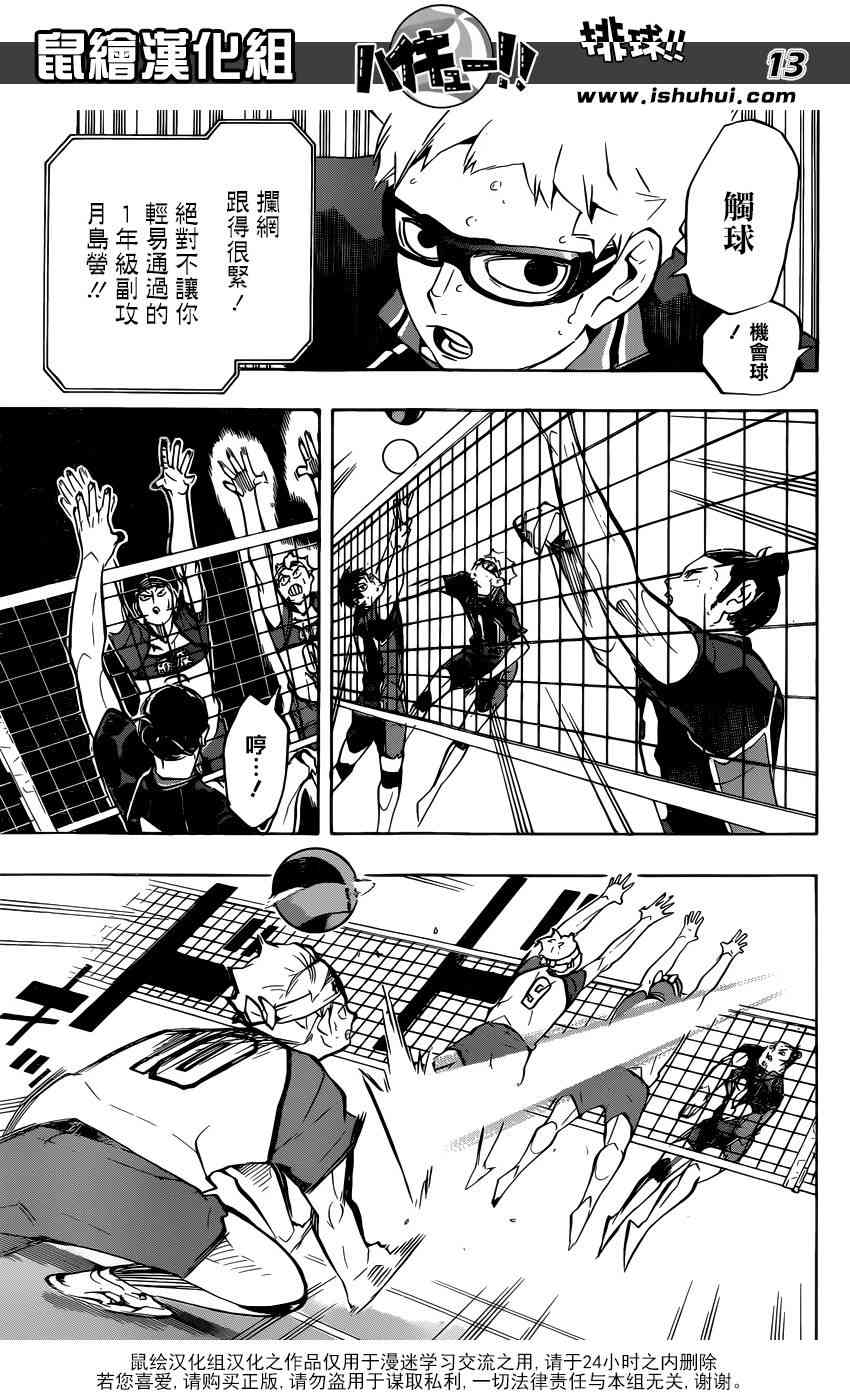 鼠繪漢化組
ハイキュー!!
排球!!
13
www.ishuhui.com
觸球
機會球
!
攔網
跟得很緊!
絕對不讓你
輕易通過的
1年級副攻
月島螢!!
哼…!
10
鼠绘汉化组汉化之作品仅用于漫迷学习交流之用,请于24小时之内删除
若您喜爱,请购买正版,请勿盗用于谋取私利,一切法律责任与本组无关,谢谢。